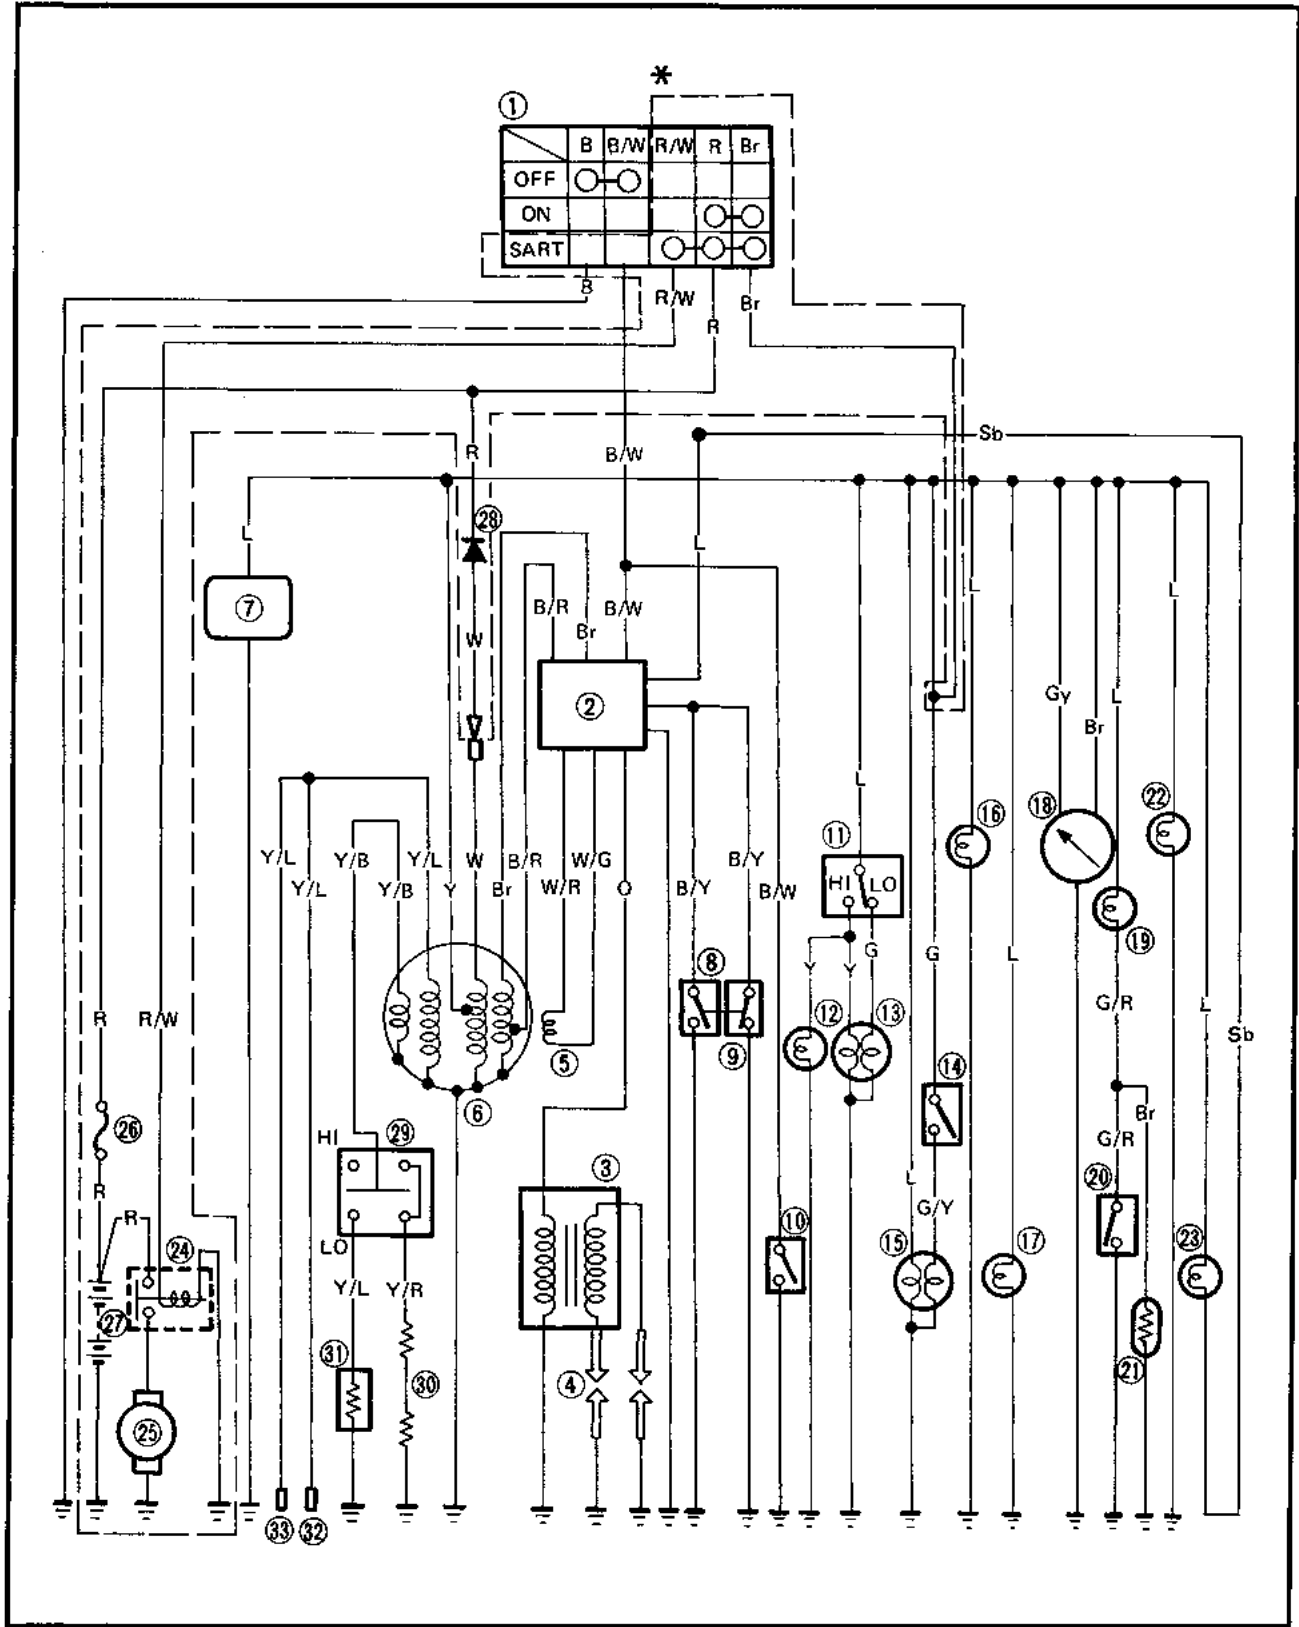 *
①
B B/W R/W R Br
OFF
ON
SART
B R/W Br
R
Sb
R B/W
㉘
L L
L L
⑦ B/R B/W
Br
W
②
Gy L
Br
L
⑯ ⑱ ㉒
⑪
HI LO
Y/L Y/B Y/L W B/R W/G B/Y
Y/L Y/B Y Br W/R O B/Y B/W
⑲
G G L
⑧ Y Y
R R/W G/R L
⑫ ⑬ Sb
⑤ ⑨
⑭
⑥
㉖ HI ㉙ Br
G/R
③
R L ⑳
R G/Y
㉔ LO ⑩ ⑮ ⑰ ㉓
Y/L Y/R
㉗
㉛ ㉚ ④ ㉑
㉕
㉝ ㉜